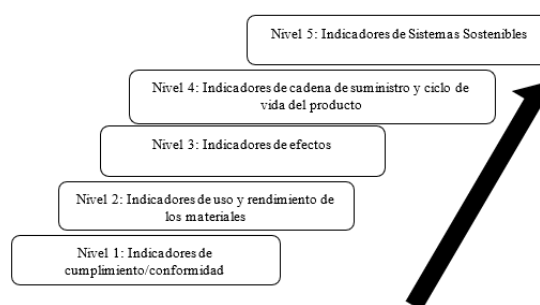 Nivel 5: Indicadores de Sistemas Sostenibles
Nivel 4: Indicadores de cadena de suministro y ciclo de
vida del producto
Nivel 3: Indicadores de efectos
Nivel 2: Indicadores de uso y rendimiento de
los materiales
Nivel 1: Indicadores de
cumplimiento/conformidad